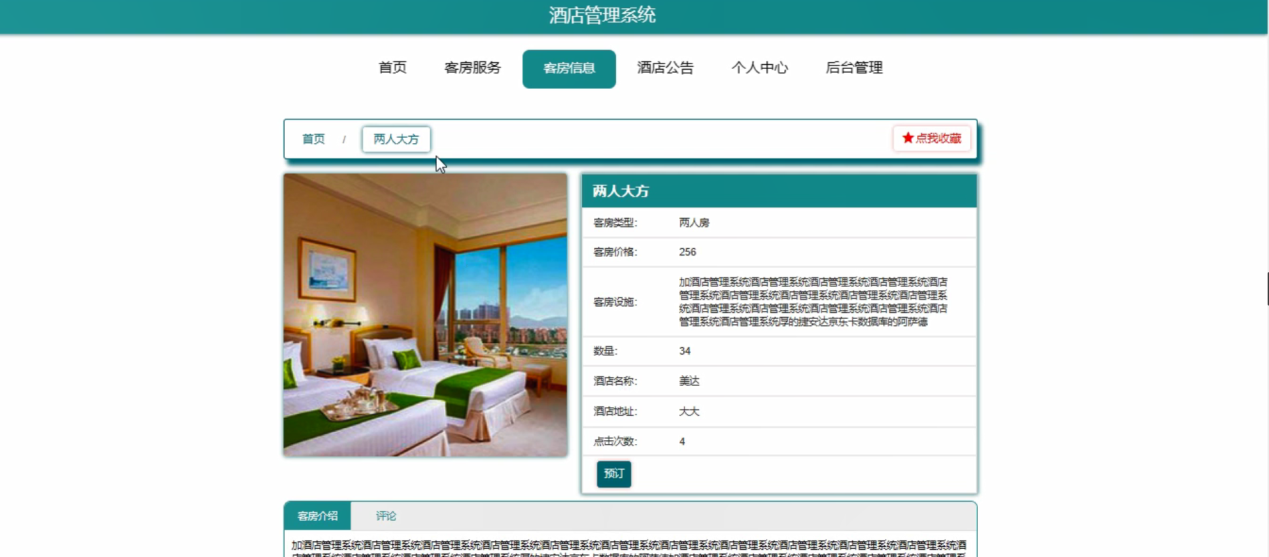 酒店管理系统
首页 客房服务 客房信息 酒店公告 个人中心 后台管理
首页 / 两人大方 ★点我收藏
两人大方
客房类型: 两人房
客房价格: 256
客房设施:
加酒店管理系统酒店管理系统酒店管理系统酒店管理系统酒店
管理系统酒店管理系统酒店管理系统酒店管理系统酒店管理系
统酒店管理系统酒店管理系统酒店管理系统酒店管理系统酒店
管理系统酒店管理系统厚的捷安达京东卡数据库的阿萨德
数量: 34
酒店名称: 美达
酒店地址: 大大
点击次数: 4
预订
客房介绍 评论
加酒店管理系统酒店管理系统酒店管理系统酒店管理系统酒店管理系统酒店管理系统酒店管理系统酒店管理系统酒店管理系统酒